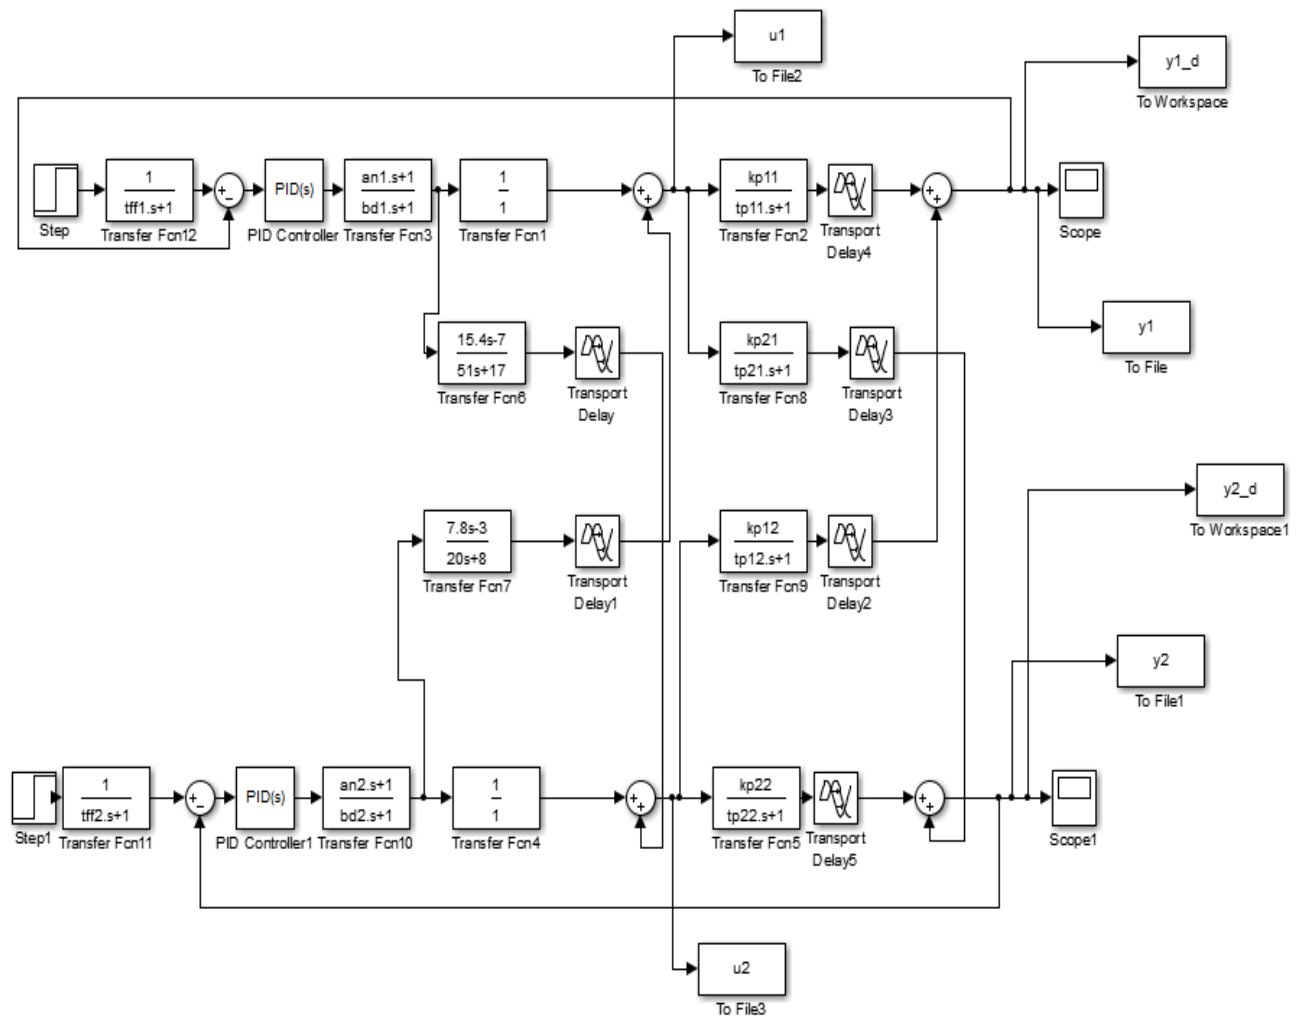 u1
To File2
y1_d
To Workspace
Step
1
tff1.s+1
Transfer Fcn12
+
−
PID(s)
PID Controller
an1.s+1
bd1.s+1
Transfer Fcn3
1
1
Transfer Fcn1
+
+
kp11
tp11.s+1
Transfer Fcn2
Transport
Delay4
+
+
Scope
y1
To File
15.4s-7
51s+17
Transfer Fcn6
Transport
Delay
kp21
tp21.s+1
Transfer Fcn8
Transport
Delay3
y2_d
To Workspace1
7.8s-3
20s+8
Transfer Fcn7
Transport
Delay1
kp12
tp12.s+1
Transfer Fcn9
Transport
Delay2
y2
To File1
Step1
1
tff2.s+1
Transfer Fcn11
+
−
PID(s)
PID Controller1
an2.s+1
bd2.s+1
Transfer Fcn10
1
1
Transfer Fcn4
+
+
kp22
tp22.s+1
Transfer Fcn5
Transport
Delay5
+
+
Scope1
u2
To File3